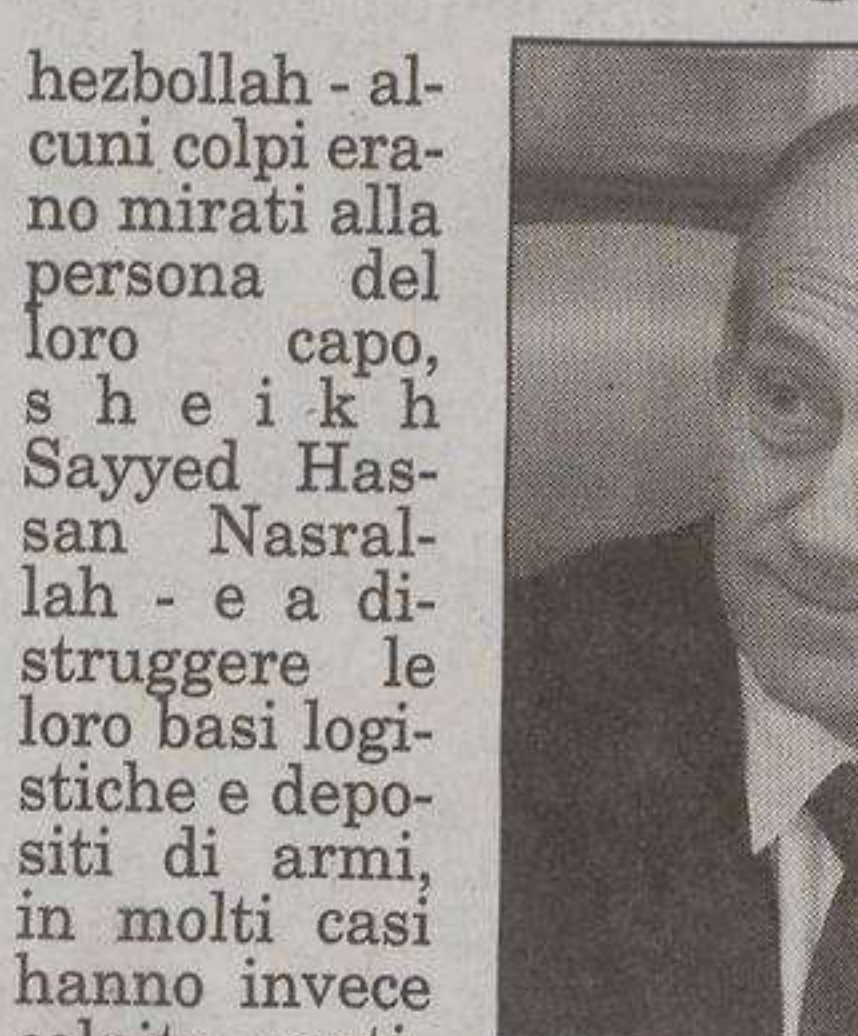 hezbollah - al-
cuni colpi era-
no mirati alla
persona del
loro capo,
s h e i k h
Sayyed Has-
san Nasral-
lah - e a di-
struggere le
loro basi logi-
stiche e depo-
siti di armi,
in molti casi
hanno invece